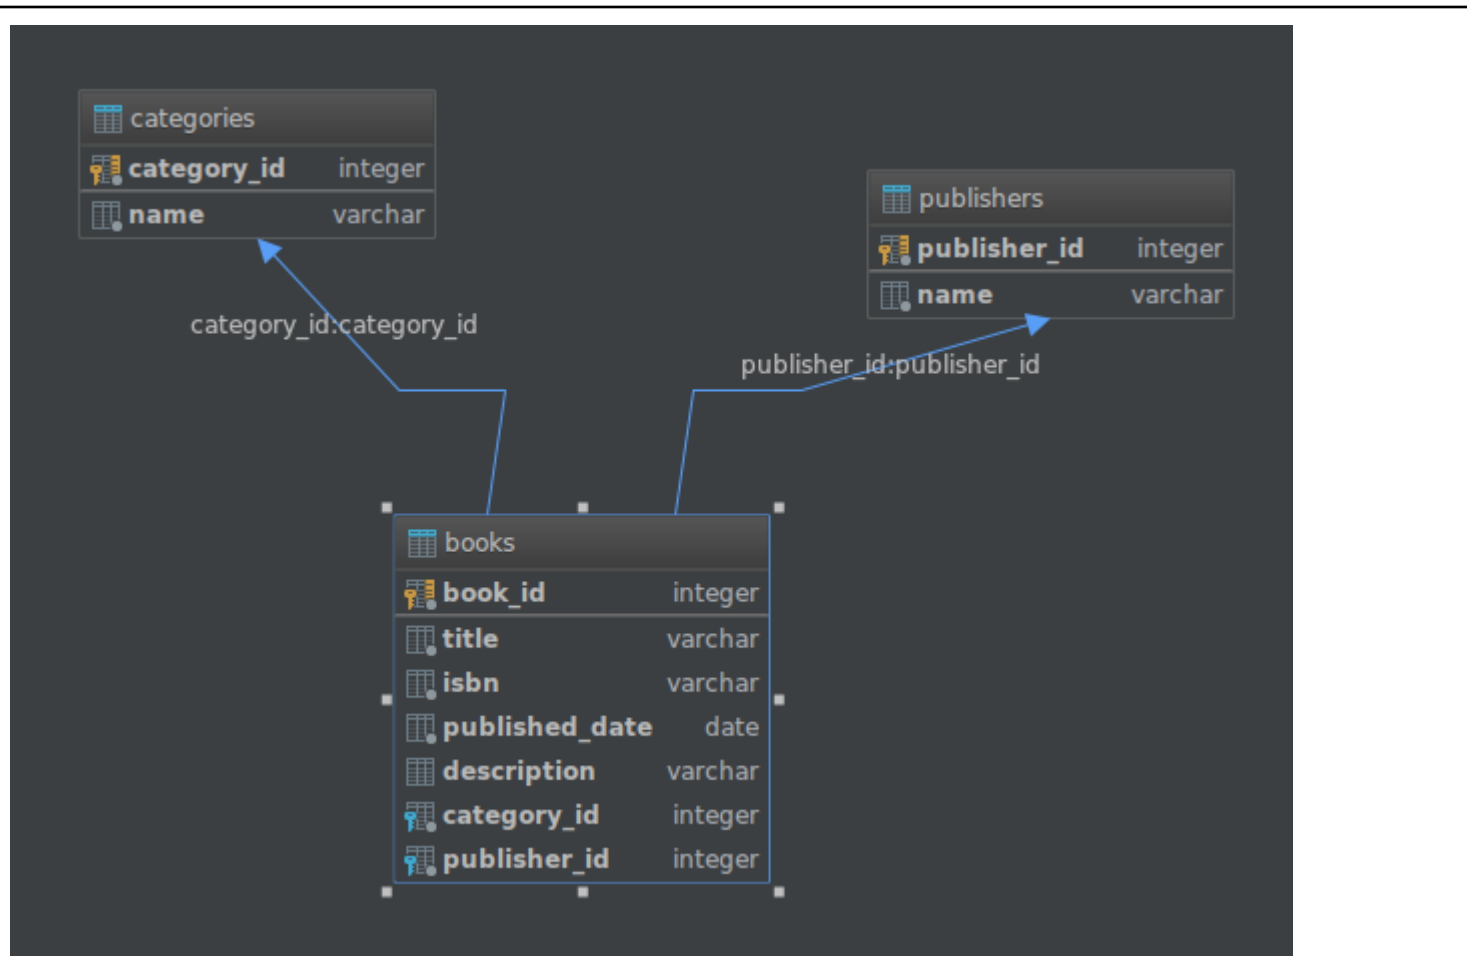 categories
category_id integer
name varchar
publishers
publisher_id integer
name varchar
category_id:category_id
publisher_id:publisher_id
books
book_id integer
title varchar
isbn varchar
published_date date
description varchar
category_id integer
publisher_id integer